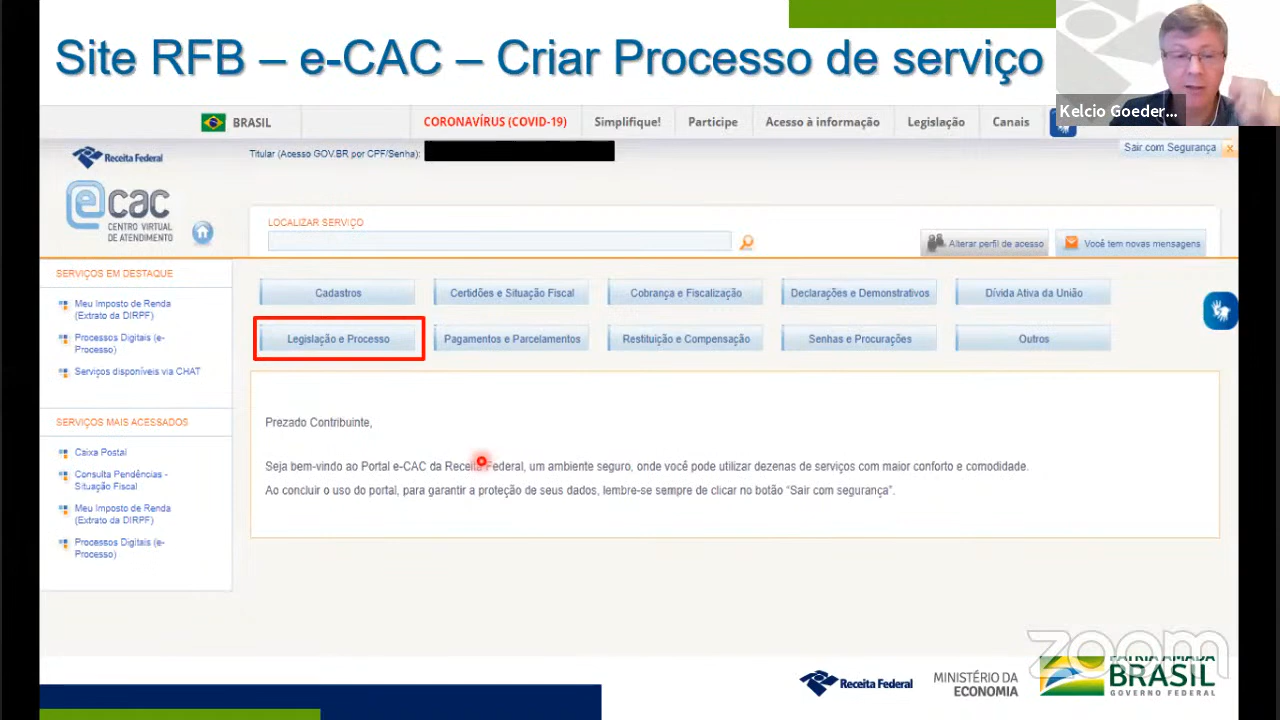 Site RFB – e-CAC – Criar Processo de serviço
Kelcio Goeder...
BRASIL
CORONAVÍRUS (COVID-19)
Simplifique!
Participe
Acesso à informação
Legislação
Canais
Receita Federal
Titular (Acesso GOV.BR por CPF/Senha):
Sair com Segurança
x
ecac
CENTRO VIRTUAL
DE ATENDIMENTO
LOCALIZAR SERVIÇO
Alterar perfil de acesso
Você tem novas mensagens
SERVIÇOS EM DESTAQUE
Meu Imposto de Renda
(Extrato da DIRPF)
Processos Digitais (e-
Processo)
Serviços disponíveis via CHAT
SERVIÇOS MAIS ACESSADOS
Caixa Postal
Consulta Pendências -
Situação Fiscal
Meu Imposto de Renda
(Extrato da DIRPF)
Processos Digitais (e-
Processo)
Cadastros
Certidões e Situação Fiscal
Cobrança e Fiscalização
Declarações e Demonstrativos
Dívida Ativa da União
Legislação e Processo
Pagamentos e Parcelamentos
Restituição e Compensação
Senhas e Procurações
Outros
Prezado Contribuinte,
Seja bem-vindo ao Portal e-CAC da Receita Federal, um ambiente seguro, onde você pode utilizar dezenas de serviços com maior conforto e comodidade.
Ao concluir o uso do portal, para garantir a proteção de seus dados, lembre-se sempre de clicar no botão “Sair com segurança”.
zoom
Receita Federal
MINISTÉRIO DA
ECONOMIA
BRASIL
GOVERNO FEDERAL